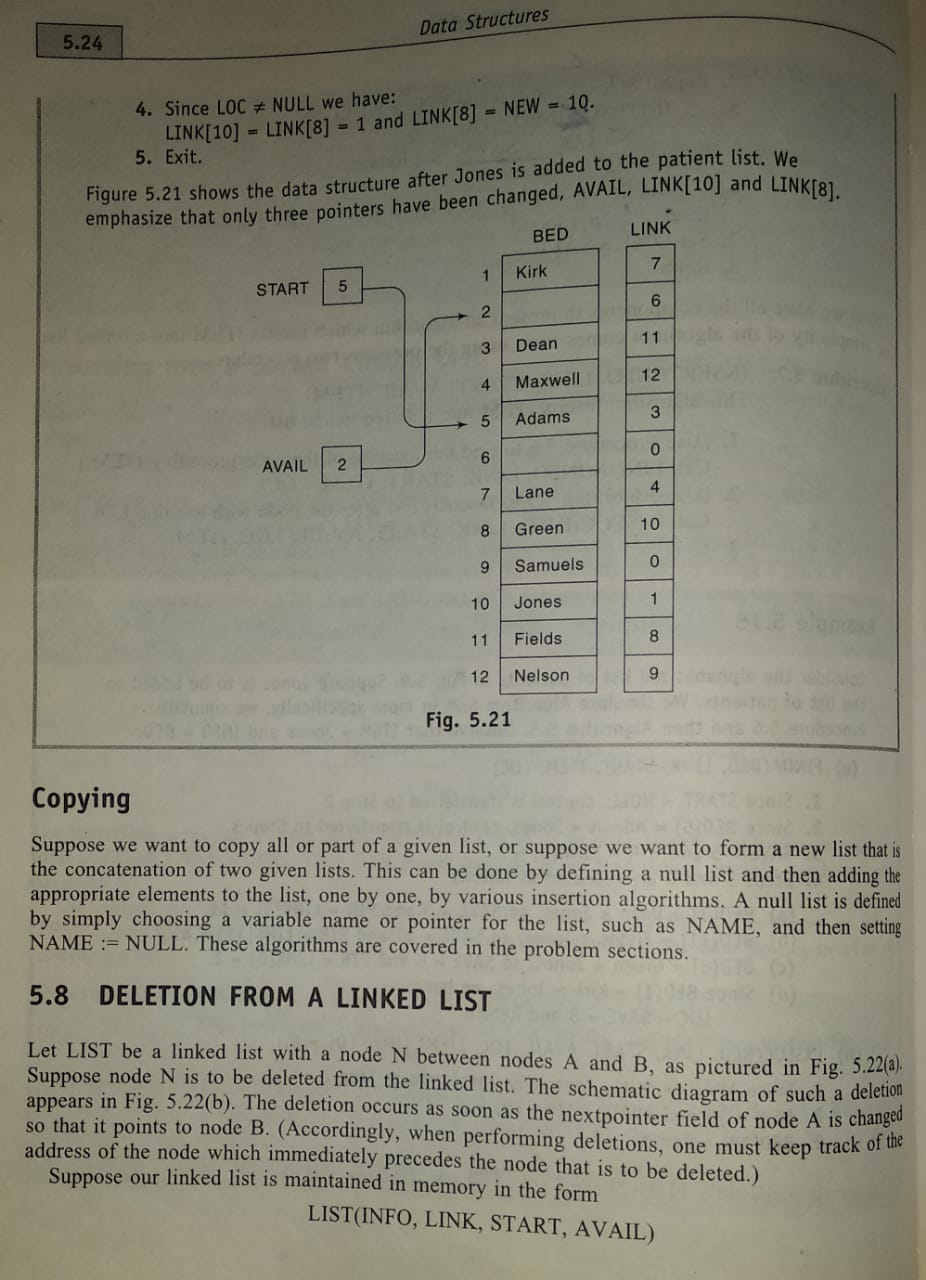 5.24
Data Structures
4. Since LOC ≠ NULL we have:
LINK[10] = LINK[8] = 1 and LINK[8] = NEW = 10.
5. Exit.
Figure 5.21 shows the data structure after Jones is added to the patient list. We
emphasize that only three pointers have been changed, AVAIL, LINK[10] and LINK[8].
BED LINK
START 5
AVAIL 2
1 Kirk 7
2 6
3 Dean 11
4 Maxwell 12
5 Adams 3
6 0
7 Lane 4
8 Green 10
9 Samuels 0
10 Jones 1
11 Fields 8
12 Nelson 9
Fig. 5.21
Copying
Suppose we want to copy all or part of a given list, or suppose we want to form a new list that is
the concatenation of two given lists. This can be done by defining a null list and then adding the
appropriate elements to the list, one by one, by various insertion algorithms. A null list is defined
by simply choosing a variable name or pointer for the list, such as NAME, and then setting
NAME := NULL. These algorithms are covered in the problem sections.
5.8 DELETION FROM A LINKED LIST
Let LIST be a linked list with a node N between nodes A and B, as pictured in Fig. 5.22(a).
Suppose node N is to be deleted from the linked list. The schematic diagram of such a deletion
appears in Fig. 5.22(b). The deletion occurs as soon as the nextpointer field of node A is changed
so that it points to node B. (Accordingly, when performing deletions, one must keep track of the
address of the node which immediately precedes the node that is to be deleted.)
Suppose our linked list is maintained in memory in the form
LIST(INFO, LINK, START, AVAIL)